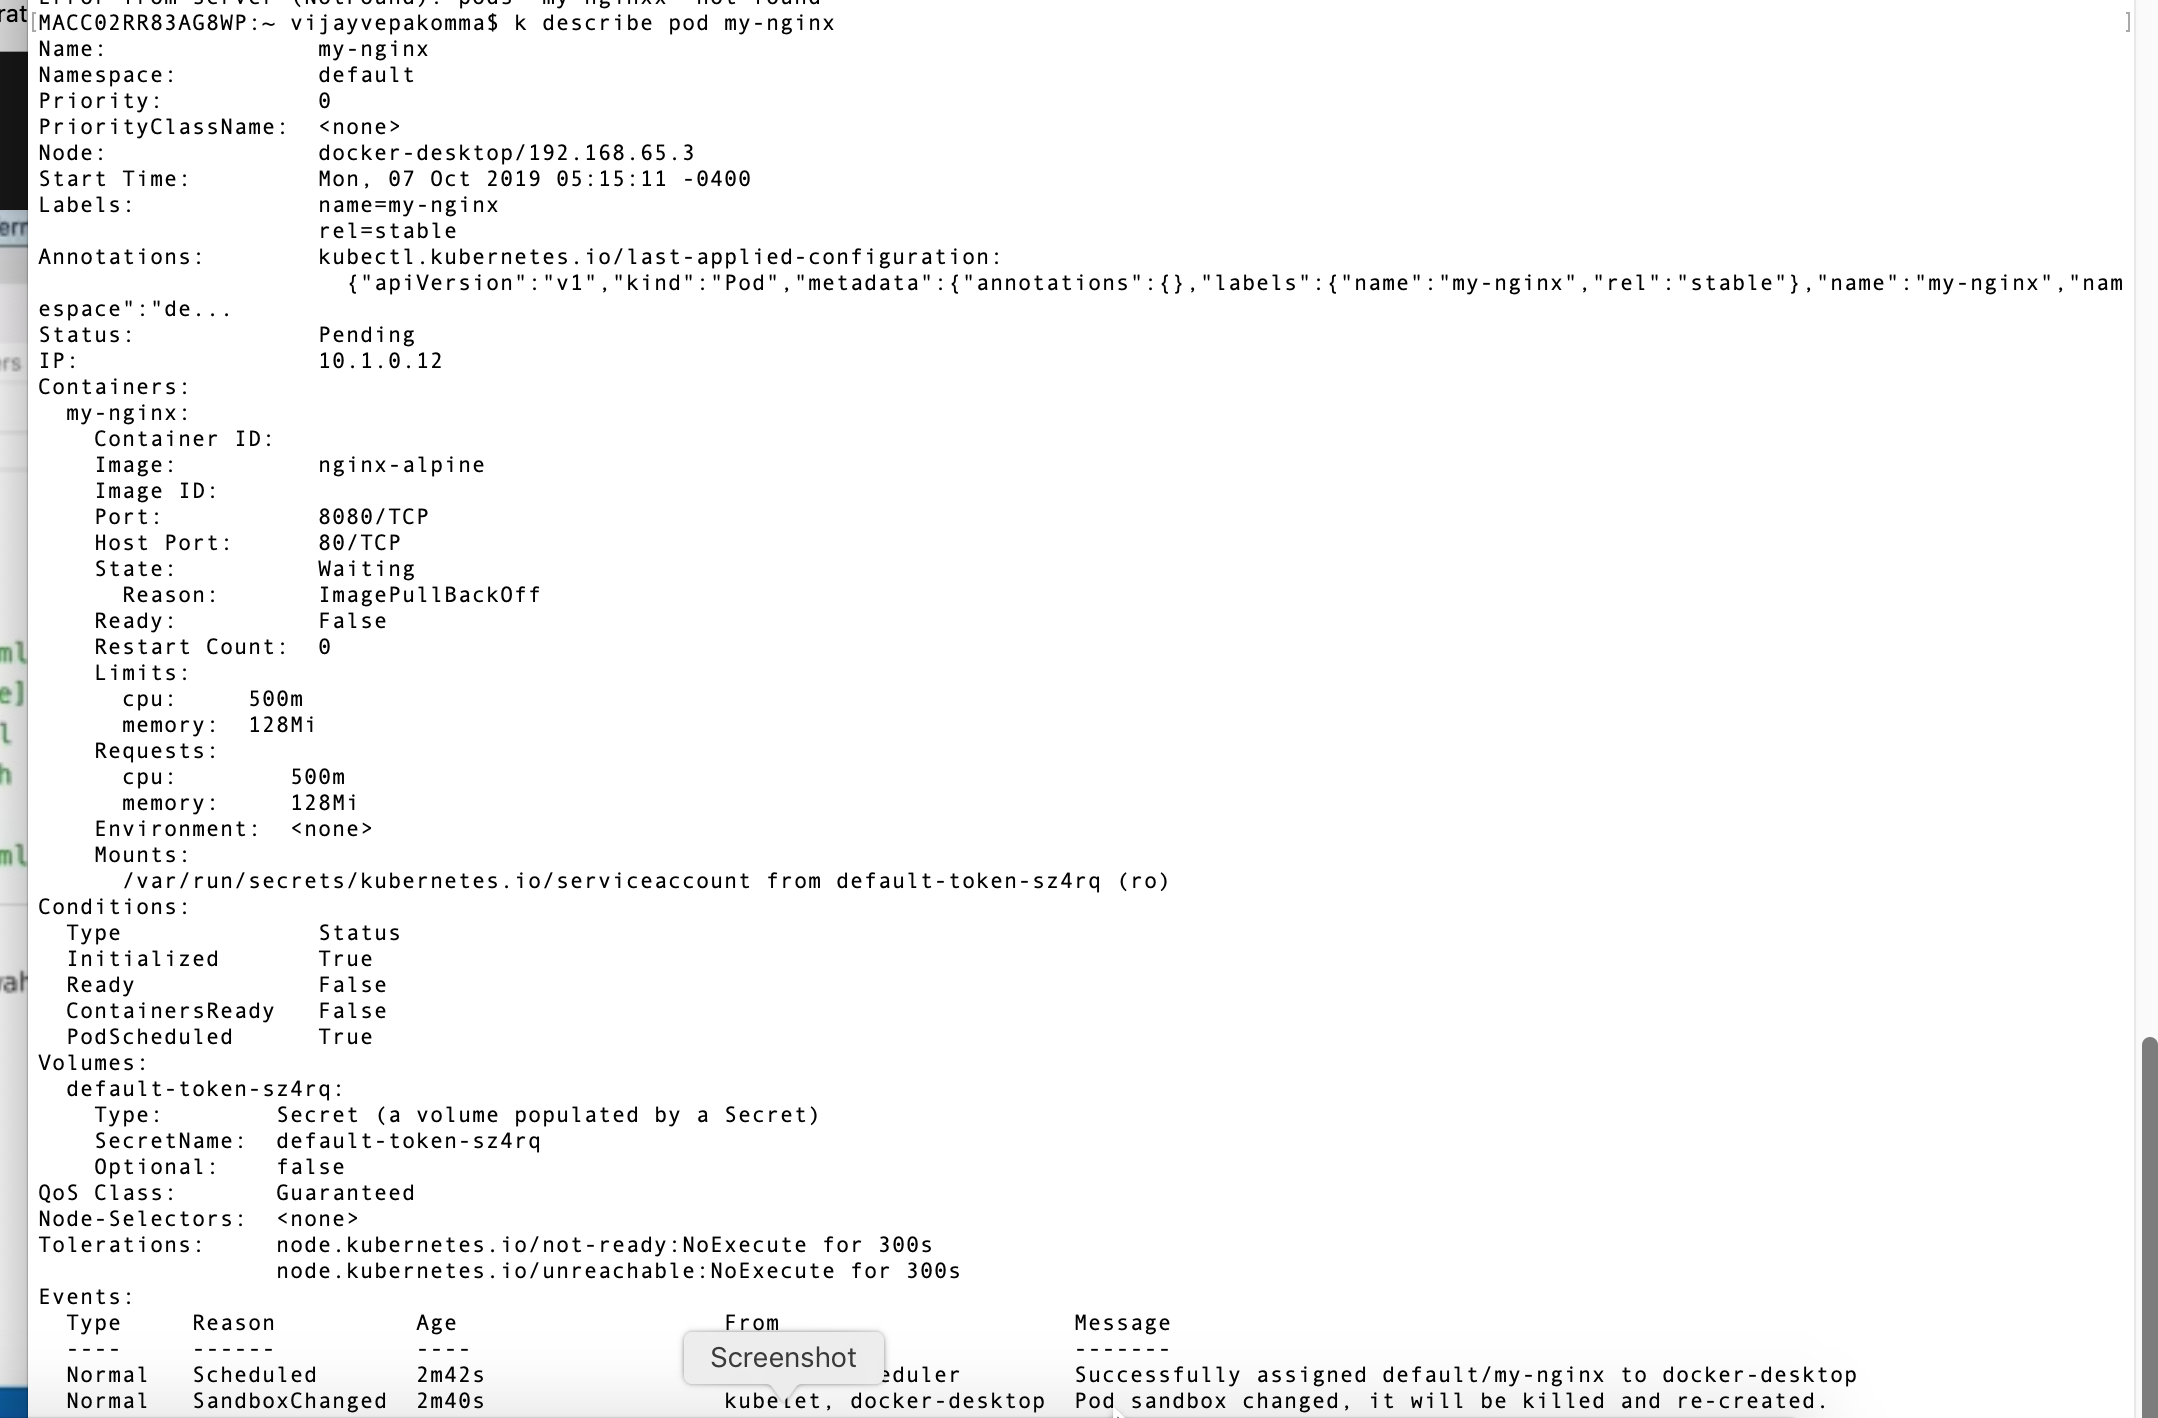 MACC02RR83AG8WP:~ vijayvepakomma$ k describe pod my-nginx
Name:               my-nginx
Namespace:          default
Priority:           0
PriorityClassName:  <none>
Node:               docker-desktop/192.168.65.3
Start Time:         Mon, 07 Oct 2019 05:15:11 -0400
Labels:             name=my-nginx
                    rel=stable
Annotations:        kubectl.kubernetes.io/last-applied-configuration:
                      {"apiVersion":"v1","kind":"Pod","metadata":{"annotations":{},"labels":{"name":"my-nginx","rel":"stable"},"name":"my-nginx","nam
espace":"de...
Status:             Pending
IP:                 10.1.0.12
Containers:
  my-nginx:
    Container ID:
    Image:          nginx-alpine
    Image ID:
    Port:           8080/TCP
    Host Port:      80/TCP
    State:          Waiting
      Reason:       ImagePullBackOff
    Ready:          False
    Restart Count:  0
    Limits:
      cpu:     500m
      memory:  128Mi
    Requests:
      cpu:        500m
      memory:     128Mi
    Environment:  <none>
    Mounts:
      /var/run/secrets/kubernetes.io/serviceaccount from default-token-sz4rq (ro)
Conditions:
  Type              Status
  Initialized       True
  Ready             False
  ContainersReady   False
  PodScheduled      True
Volumes:
  default-token-sz4rq:
    Type:        Secret (a volume populated by a Secret)
    SecretName:  default-token-sz4rq
    Optional:    false
QoS Class:       Guaranteed
Node-Selectors:  <none>
Tolerations:     node.kubernetes.io/not-ready:NoExecute for 300s
                 node.kubernetes.io/unreachable:NoExecute for 300s
Events:
  Type     Reason          Age                   From                     Message
  ----     ------          ----                                           -------
Screenshot
  Normal   Scheduled       2m42s                 eduler        Successfully assigned default/my-nginx to docker-desktop
  Normal   SandboxChanged  2m40s                 kubelet, docker-desktop  Pod sandbox changed, it will be killed and re-created.